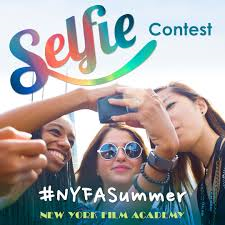 Selfie
Contest
#NYFASummer
NEW YORK FILM ACADEMY